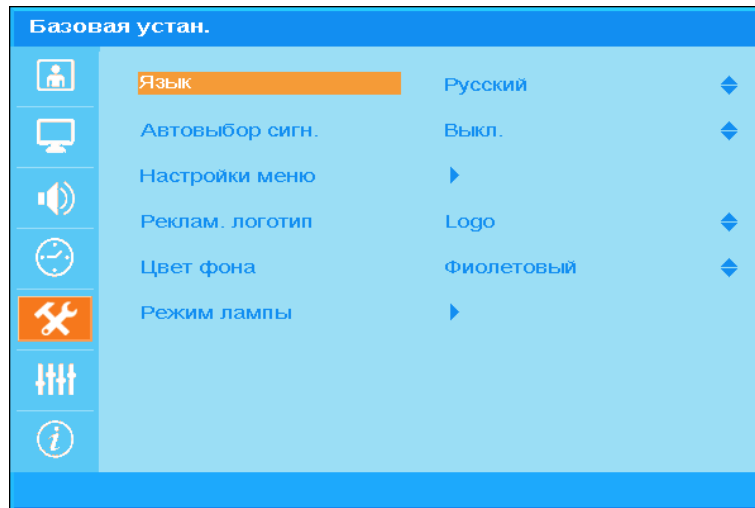 Базовая устан.
Язык Русский
Автовыбор сигн. Выкл.
Настройки меню
Реклам. логотип Logo
Цвет фона Фиолетовый
Режим лампы
i